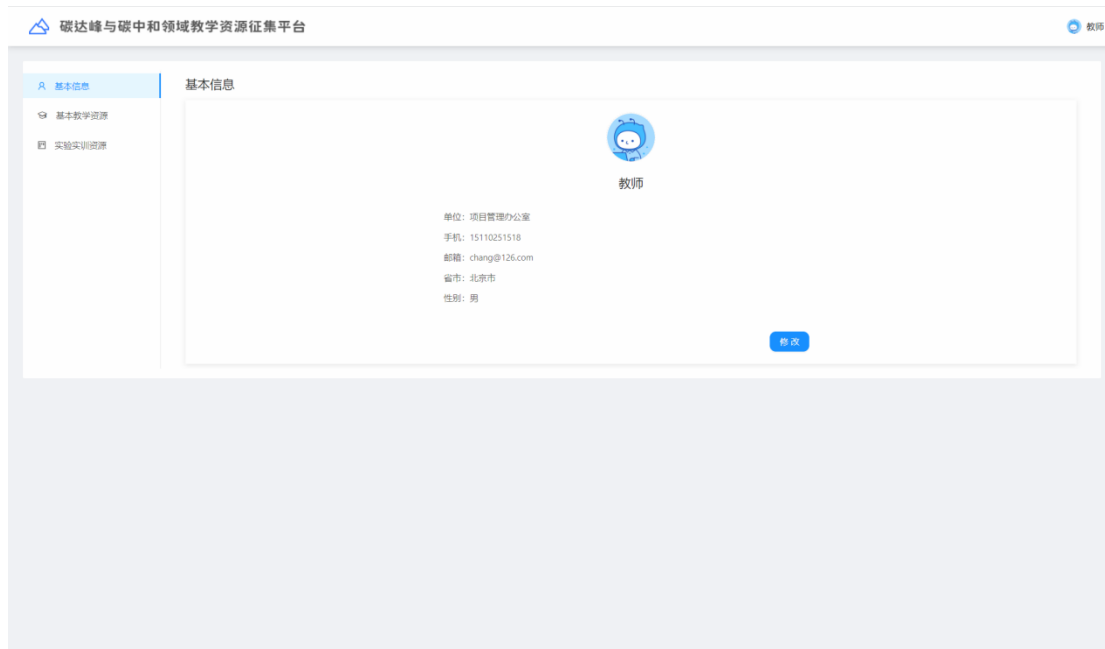 碳达峰与碳中和领域教学资源征集平台
教师
基本信息
基本教学资源
实验实训资源
基本信息
教师
单位：项目管理办公室
手机：15110251518
邮箱：chang@126.com
省市：北京市
性别：男
修改